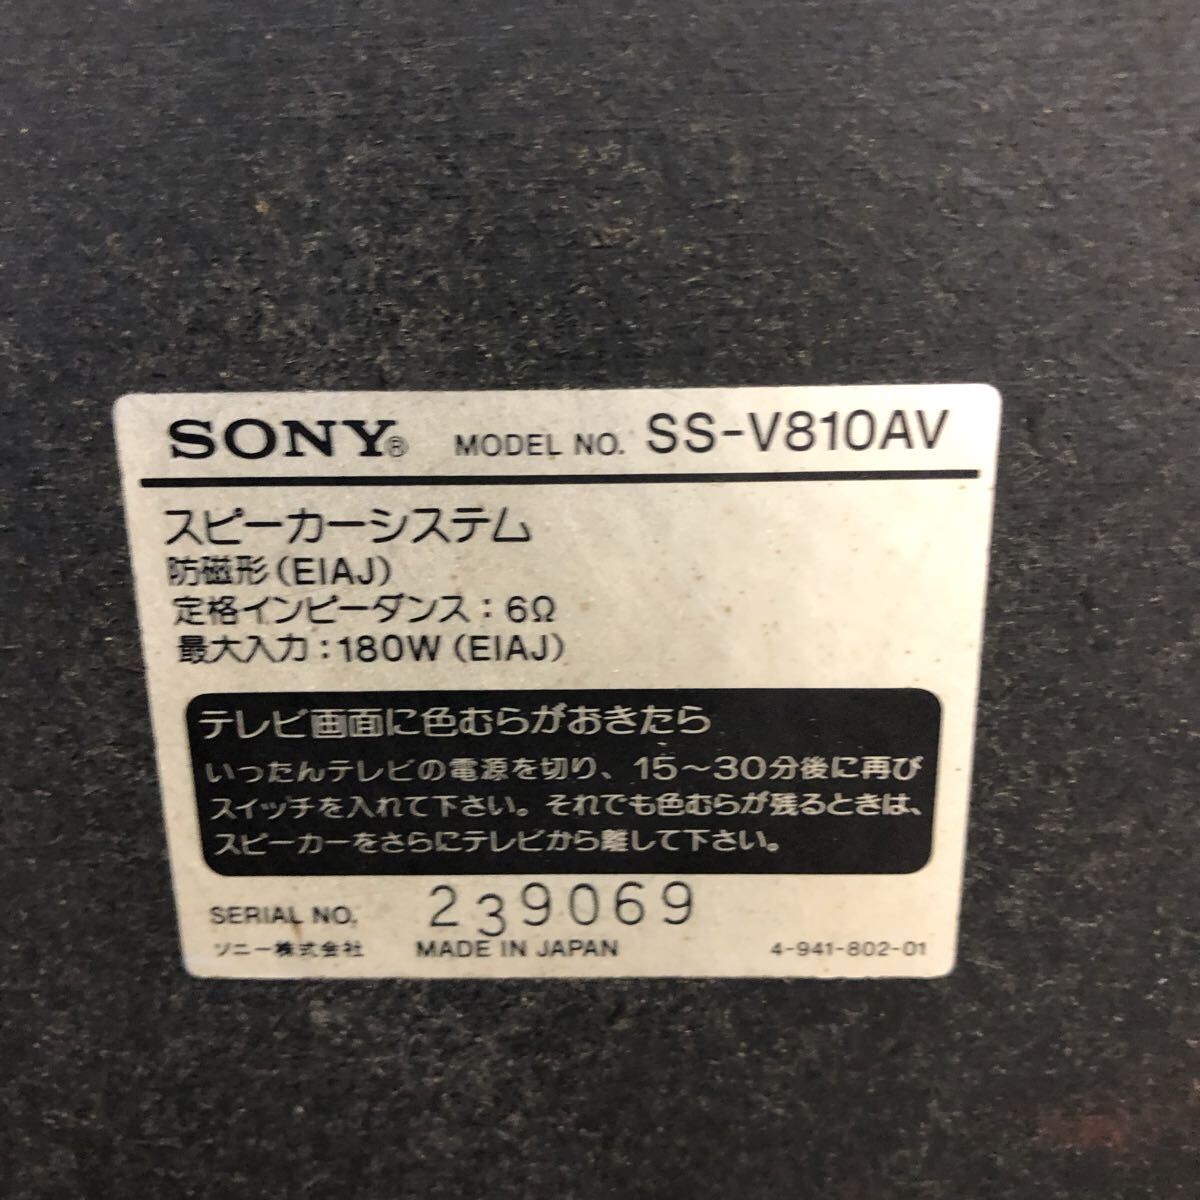 SONY® MODEL NO. SS-V810AV
スピーカーシステム
防磁形(EIAJ)
定格インピーダンス:6Ω
最大入力:180W(EIAJ)
テレビ画面に色むらがおきたら
いったんテレビの電源を切り、15〜30分後に再び
スイッチを入れて下さい。それでも色むらが残るときは、
スピーカーをさらにテレビから離して下さい。
SERIAL NO. 239069
ソニー株式会社 MADE IN JAPAN 4-941-802-01